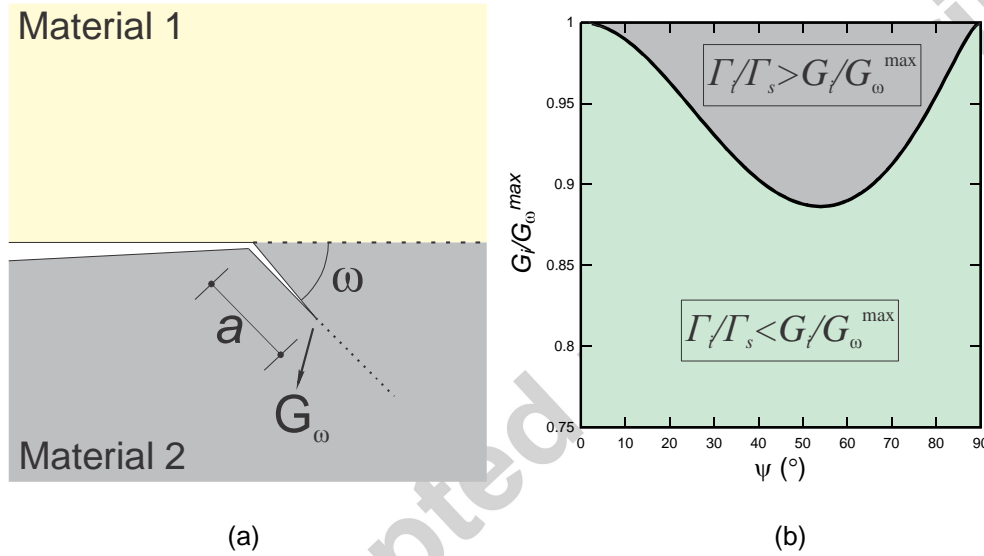 Material 1
ω
a
G_ω
Material 2
(a)
1
0.95
0.9
0.85
0.8
0.75
G_i/G_ω^max
Γ_i/Γ_s>G_i/G_ω^max
Γ_i/Γ_s<G_i/G_ω^max
0 10 20 30 40 50 60 70 80 90
ψ (°)
(b)
pted